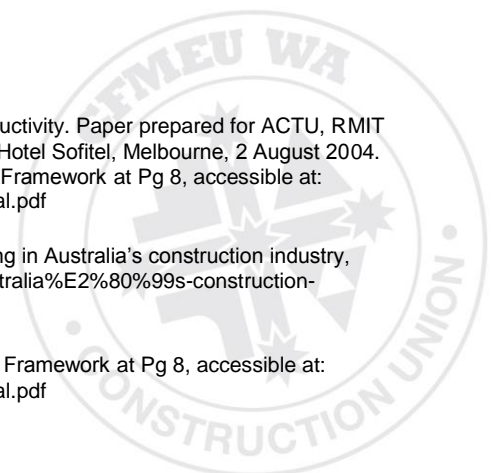 CFMEU WA
uctivity. Paper prepared for ACTU, RMIT
Hotel Sofitel, Melbourne, 2 August 2004.
Framework at Pg 8, accessible at:
al.pdf
ng in Australia’s construction industry,
tralia%E2%80%99s-construction-
Framework at Pg 8, accessible at:
al.pdf
• CONSTRUCTION UNION •